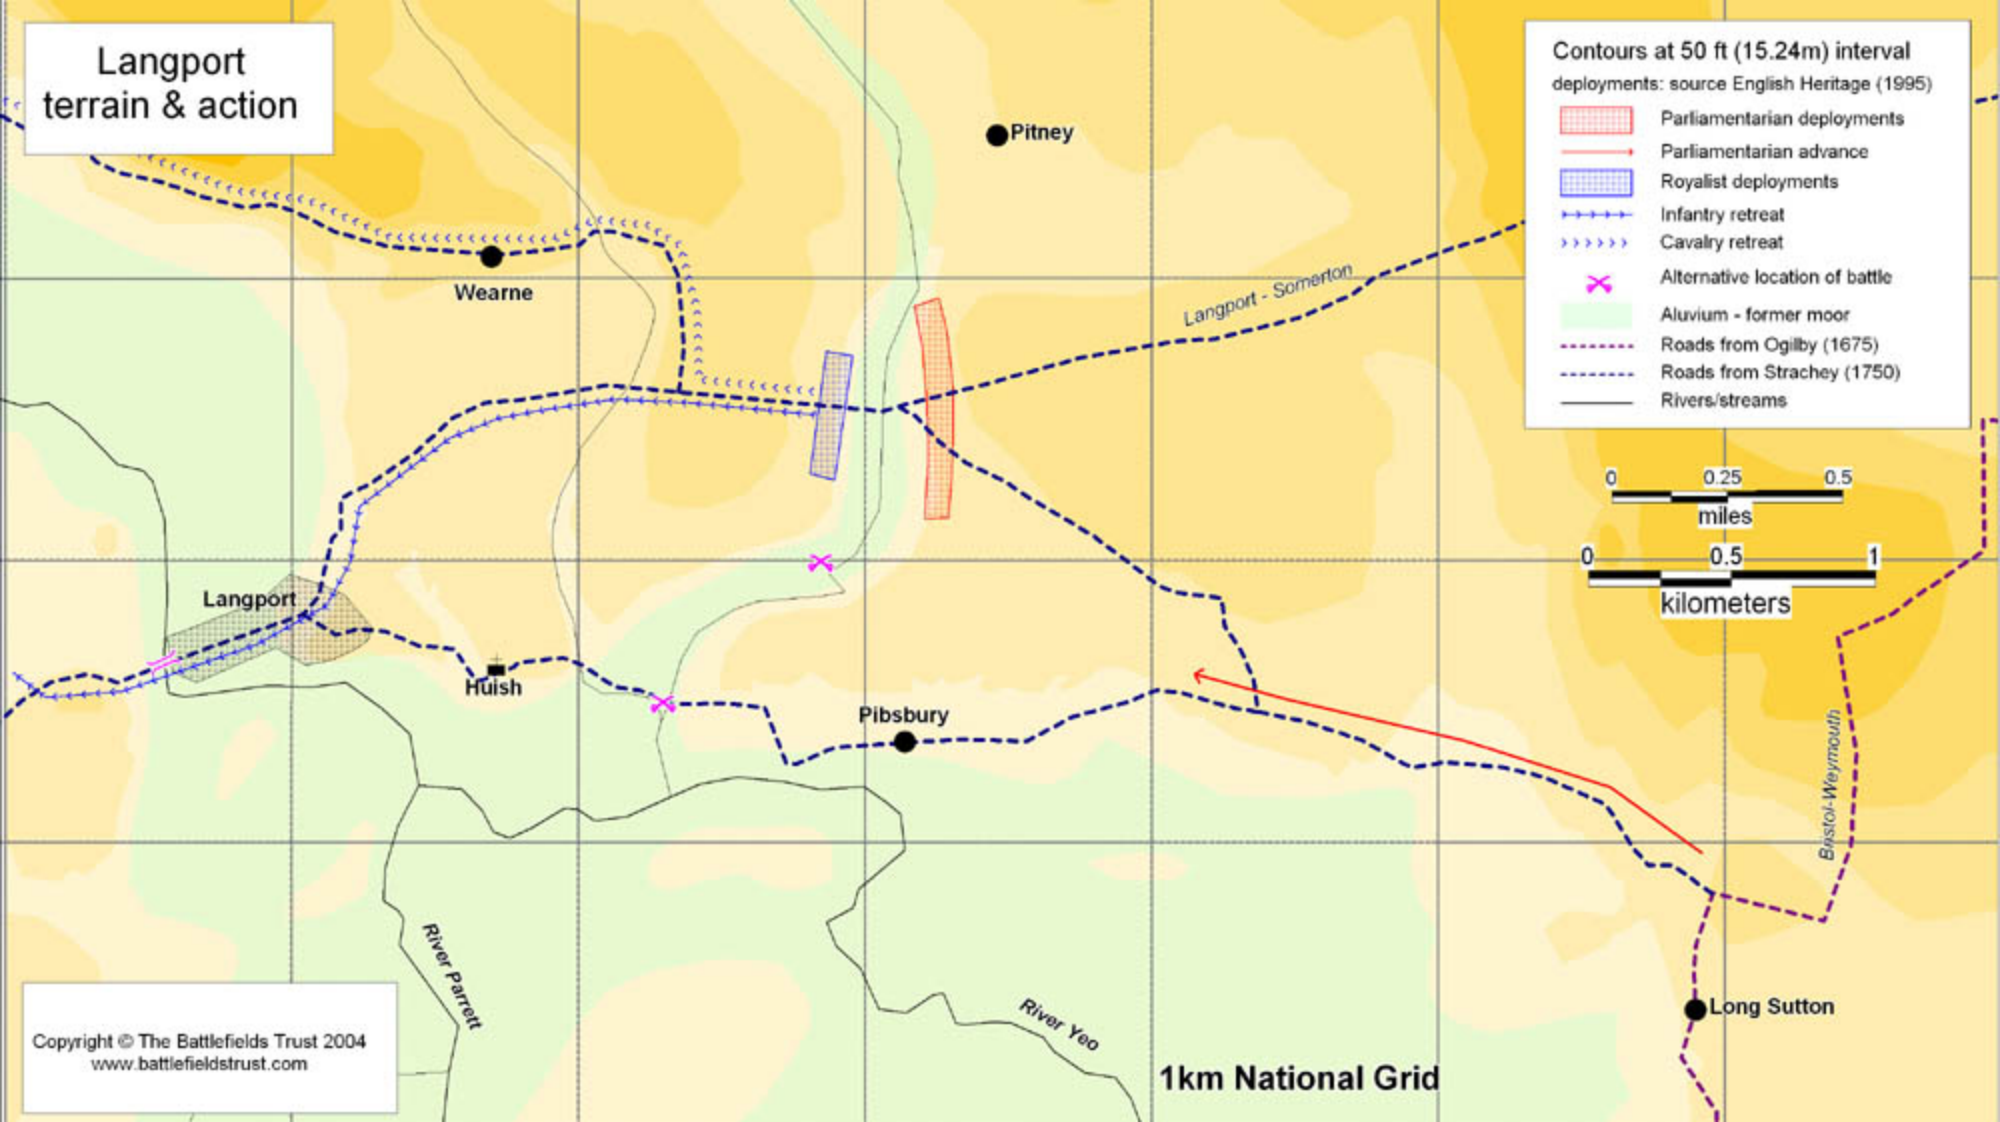 Langport
terrain & action
Contours at 50 ft (15.24m) interval
deployments: source English Heritage (1995)
Parliamentarian deployments
Parliamentarian advance
Royalist deployments
Infantry retreat
Cavalry retreat
Alternative location of battle
Aluvium - former moor
Roads from Ogilby (1675)
Roads from Strachey (1750)
Rivers/streams
Pitney
Wearne
Langport - Somerton
0 0.25 0.5
miles
0 0.5 1
kilometers
Langport
Huish
Pibsbury
Bristol-Weymouth
River Parrett
River Yeo
Long Sutton
1km National Grid
Copyright © The Battlefields Trust 2004
www.battlefieldstrust.com